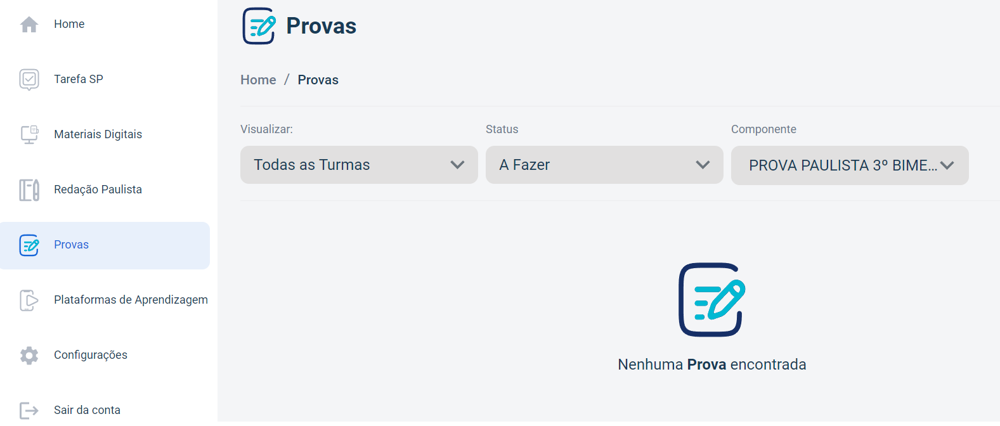 Home
Tarefa SP
Materiais Digitais
Redação Paulista
Provas
Plataformas de Aprendizagem
Configurações
Sair da conta
Provas
Home / Provas
Visualizar:
Todas as Turmas
Status
A Fazer
Componente
PROVA PAULISTA 3º BIME...
Nenhuma Prova encontrada